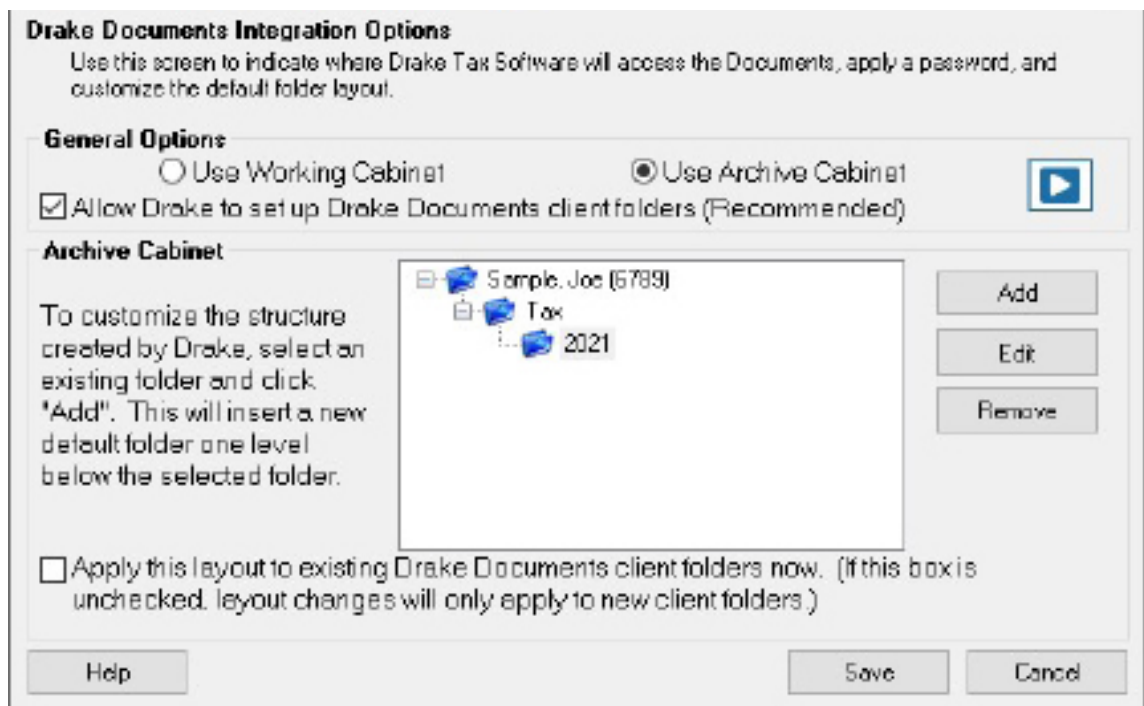 Drake Documents Integration Options
Use this screen to indicate where Drake Tax Software will access the Documents, apply a password, and
customize the default folder layout.
General Options
Use Working Cabinet
Use Archive Cabinet
Allow Drake to set up Drake Documents client folders (Recommended)
Archive Cabinet
To customize the structure
created by Drake, select an
existing folder and click
"Add". This will insert a new
default folder one level
below the selected folder.
Sample, Joe (6789)
Tax
2021
Add
Edit
Remove
Apply this layout to existing Drake Documents client folders now. (If this box is
unchecked, layout changes will only apply to new client folders.)
Help
Save
Cancel